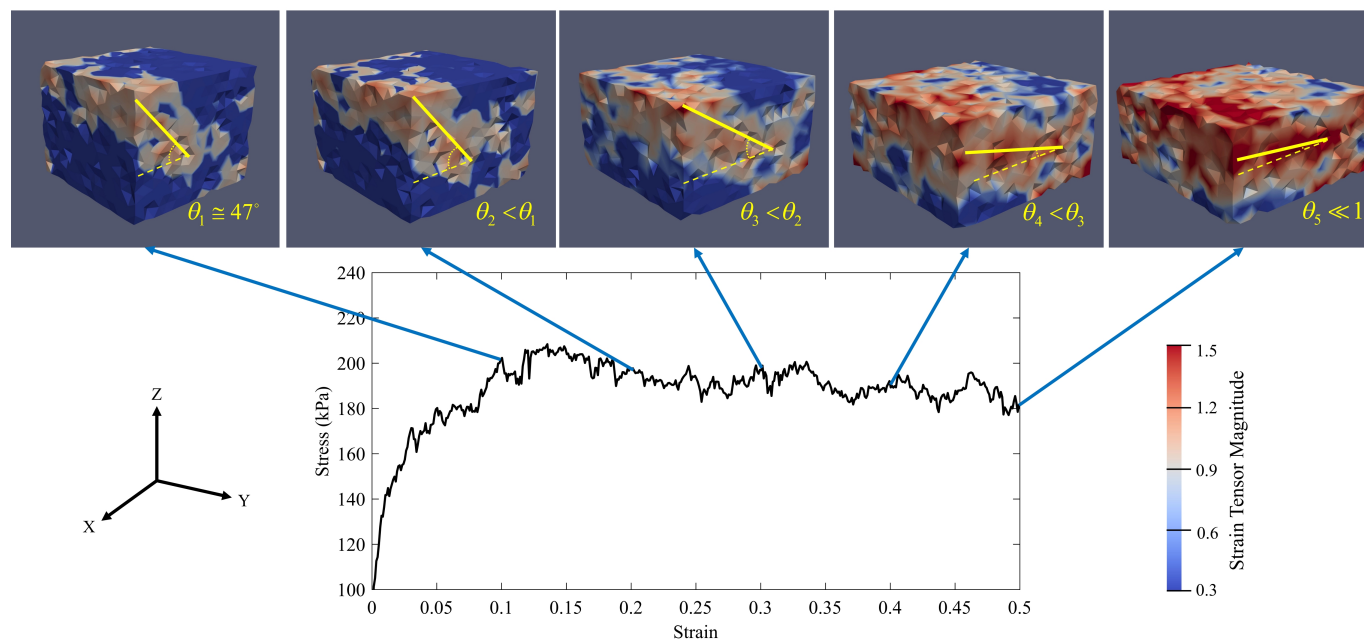 θ₁ ≅ 47°
θ₂ < θ₁
θ₃ < θ₂
θ₄ < θ₃
θ₅ ≪ 1
240
220
200
180
160
140
120
100
Stress (kPa)
0 0.05 0.1 0.15 0.2 0.25 0.3 0.35 0.4 0.45 0.5
Strain
Z
Y
X
1.5
1.2
0.9
0.6
0.3
Strain Tensor Magnitude